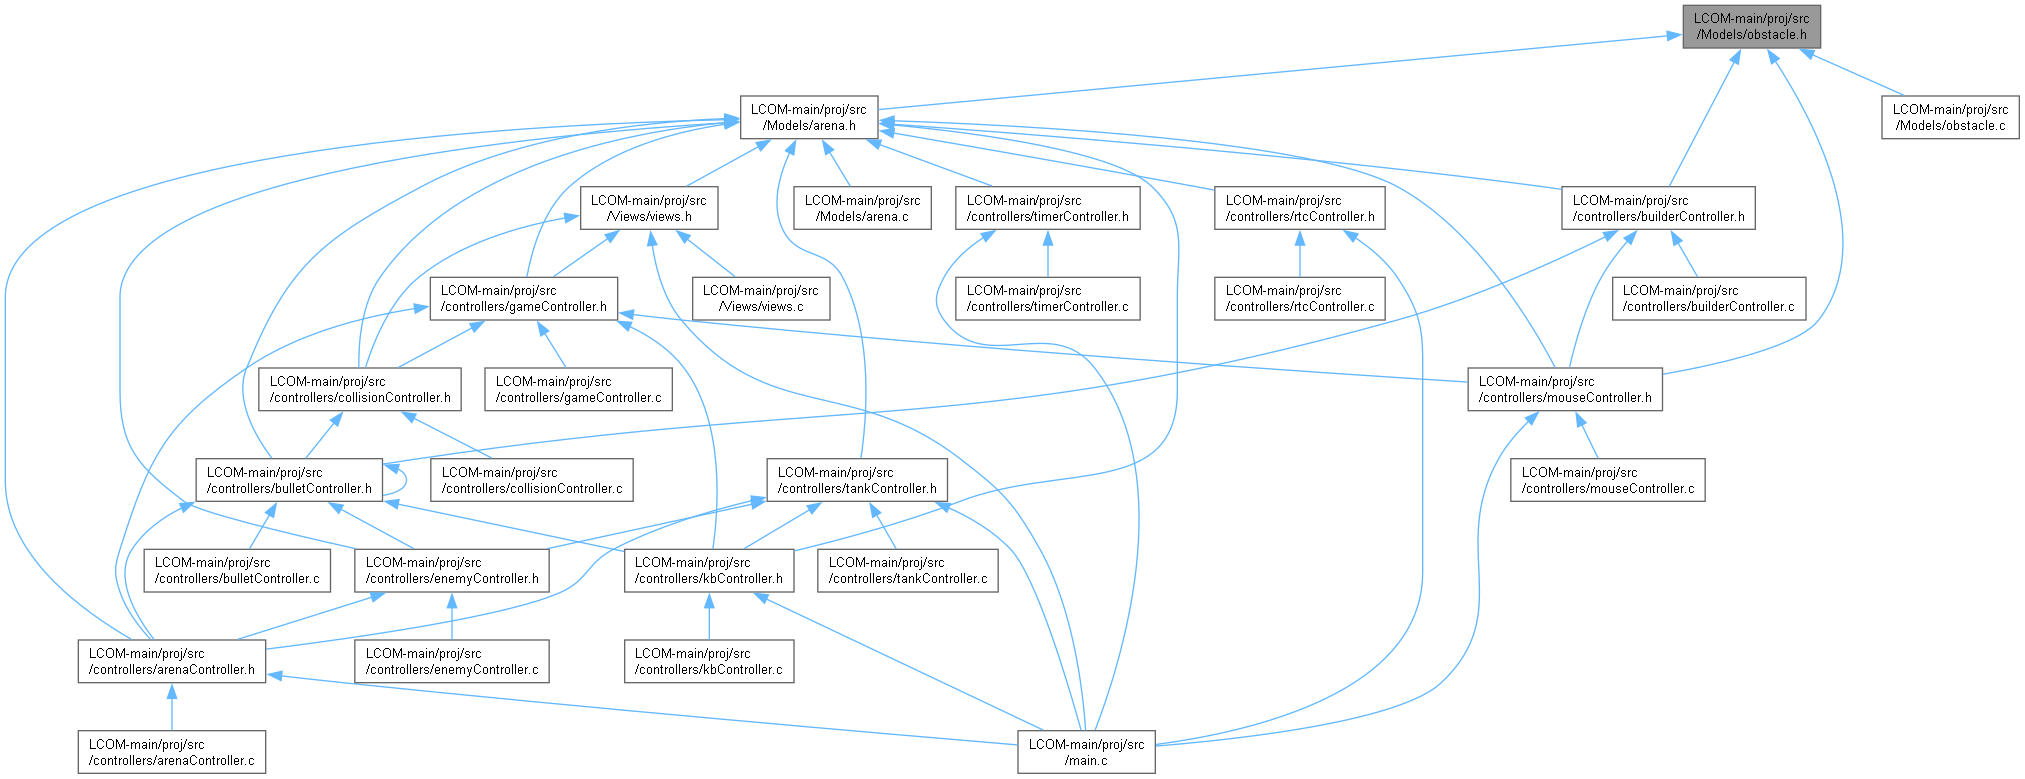 LCOM-main/proj/src
/Models/obstacle.h
LCOM-main/proj/src
/Models/arena.h
LCOM-main/proj/src
/Models/obstacle.c
LCOM-main/proj/src
/Views/views.h
LCOM-main/proj/src
/Models/arena.c
LCOM-main/proj/src
/controllers/timerController.h
LCOM-main/proj/src
/controllers/rtcController.h
LCOM-main/proj/src
/controllers/builderController.h
LCOM-main/proj/src
/controllers/gameController.h
LCOM-main/proj/src
/Views/views.c
LCOM-main/proj/src
/controllers/timerController.c
LCOM-main/proj/src
/controllers/rtcController.c
LCOM-main/proj/src
/controllers/builderController.c
LCOM-main/proj/src
/controllers/collisionController.h
LCOM-main/proj/src
/controllers/gameController.c
LCOM-main/proj/src
/controllers/mouseController.h
LCOM-main/proj/src
/controllers/bulletController.h
LCOM-main/proj/src
/controllers/collisionController.c
LCOM-main/proj/src
/controllers/tankController.h
LCOM-main/proj/src
/controllers/mouseController.c
LCOM-main/proj/src
/controllers/bulletController.c
LCOM-main/proj/src
/controllers/enemyController.h
LCOM-main/proj/src
/controllers/kbController.h
LCOM-main/proj/src
/controllers/tankController.c
LCOM-main/proj/src
/controllers/arenaController.h
LCOM-main/proj/src
/controllers/enemyController.c
LCOM-main/proj/src
/controllers/kbController.c
LCOM-main/proj/src
/controllers/arenaController.c
LCOM-main/proj/src
/main.c